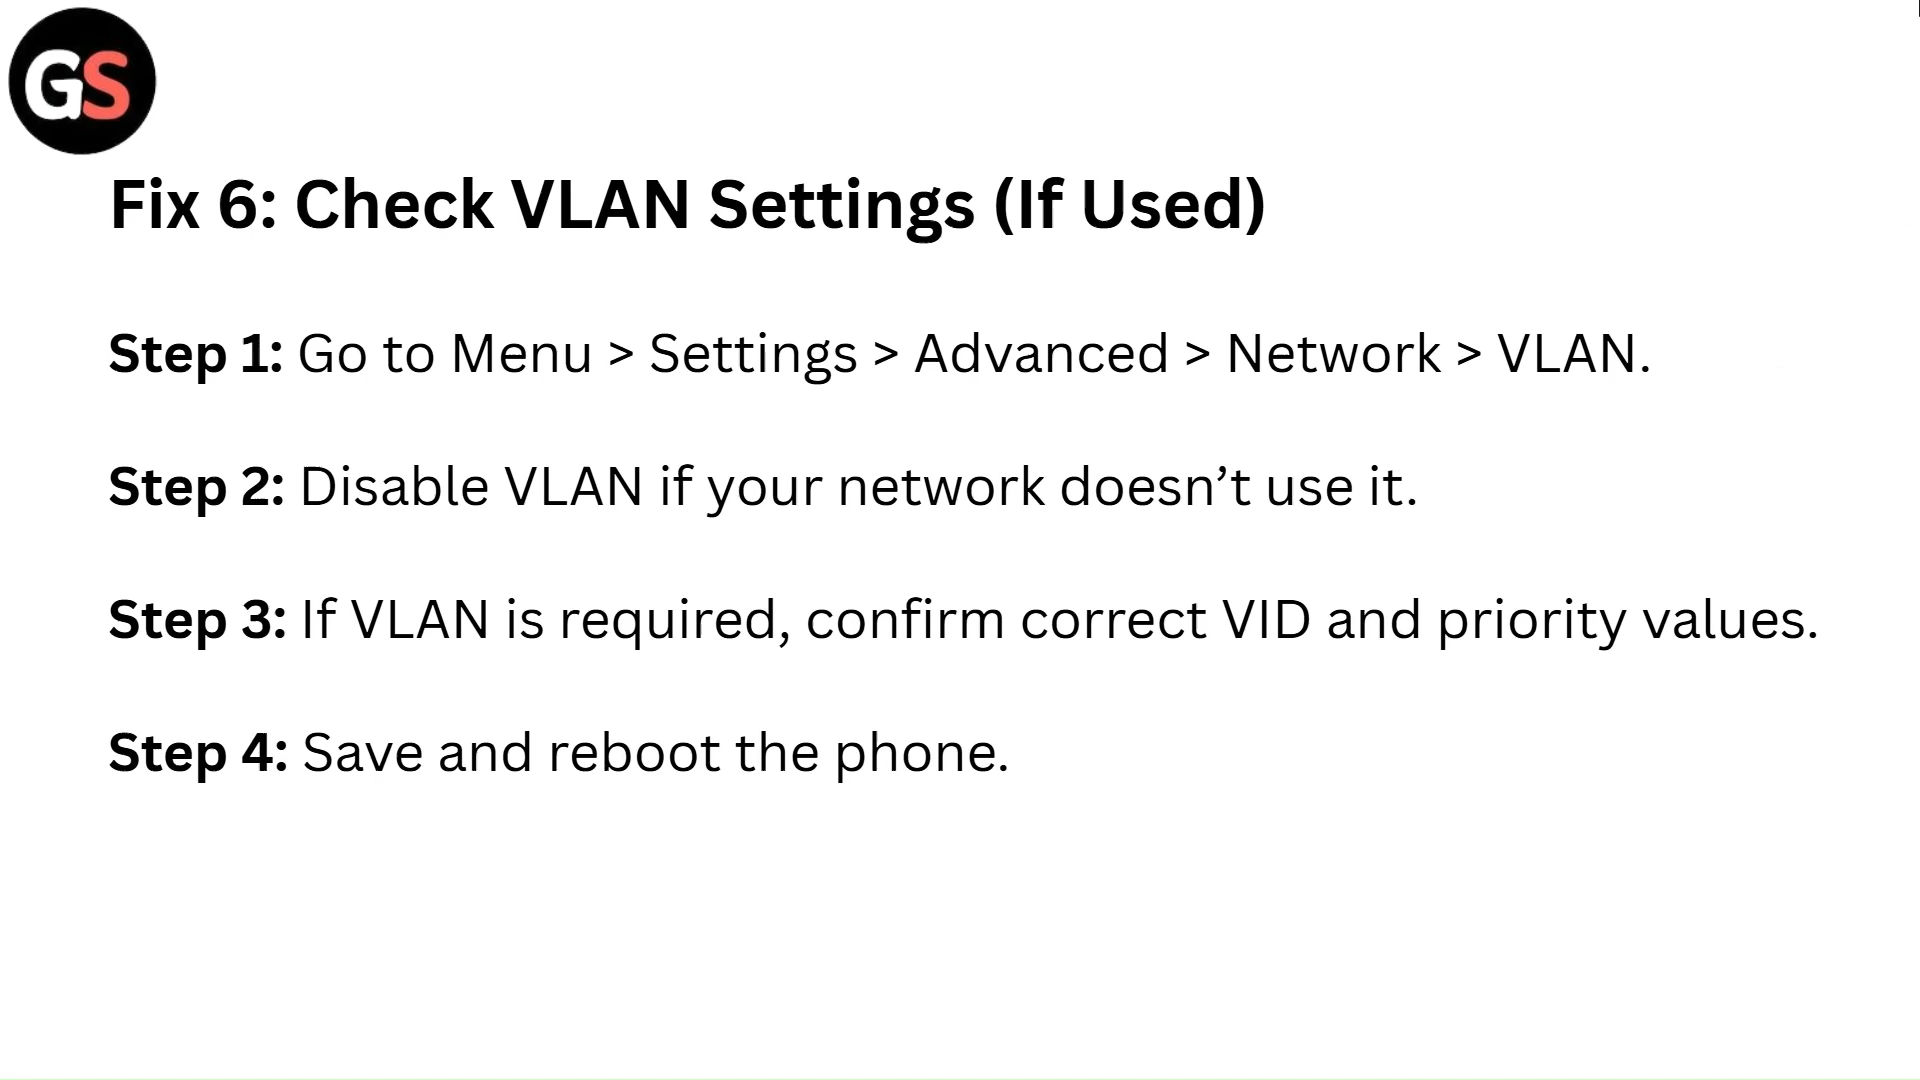 GS
Fix 6: Check VLAN Settings (If Used)
Step 1: Go to Menu > Settings > Advanced > Network > VLAN.
Step 2: Disable VLAN if your network doesn’t use it.
Step 3: If VLAN is required, confirm correct VID and priority values.
Step 4: Save and reboot the phone.